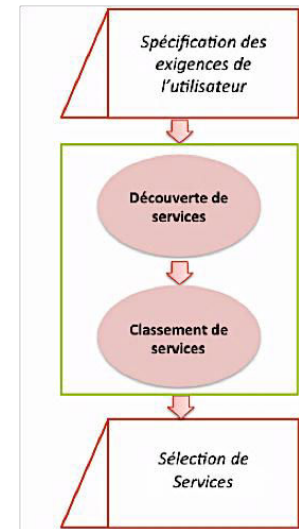 Spécification des
exigences de
l'utilisateur
Découverte de
services
Classement de
services
Sélection de
Services